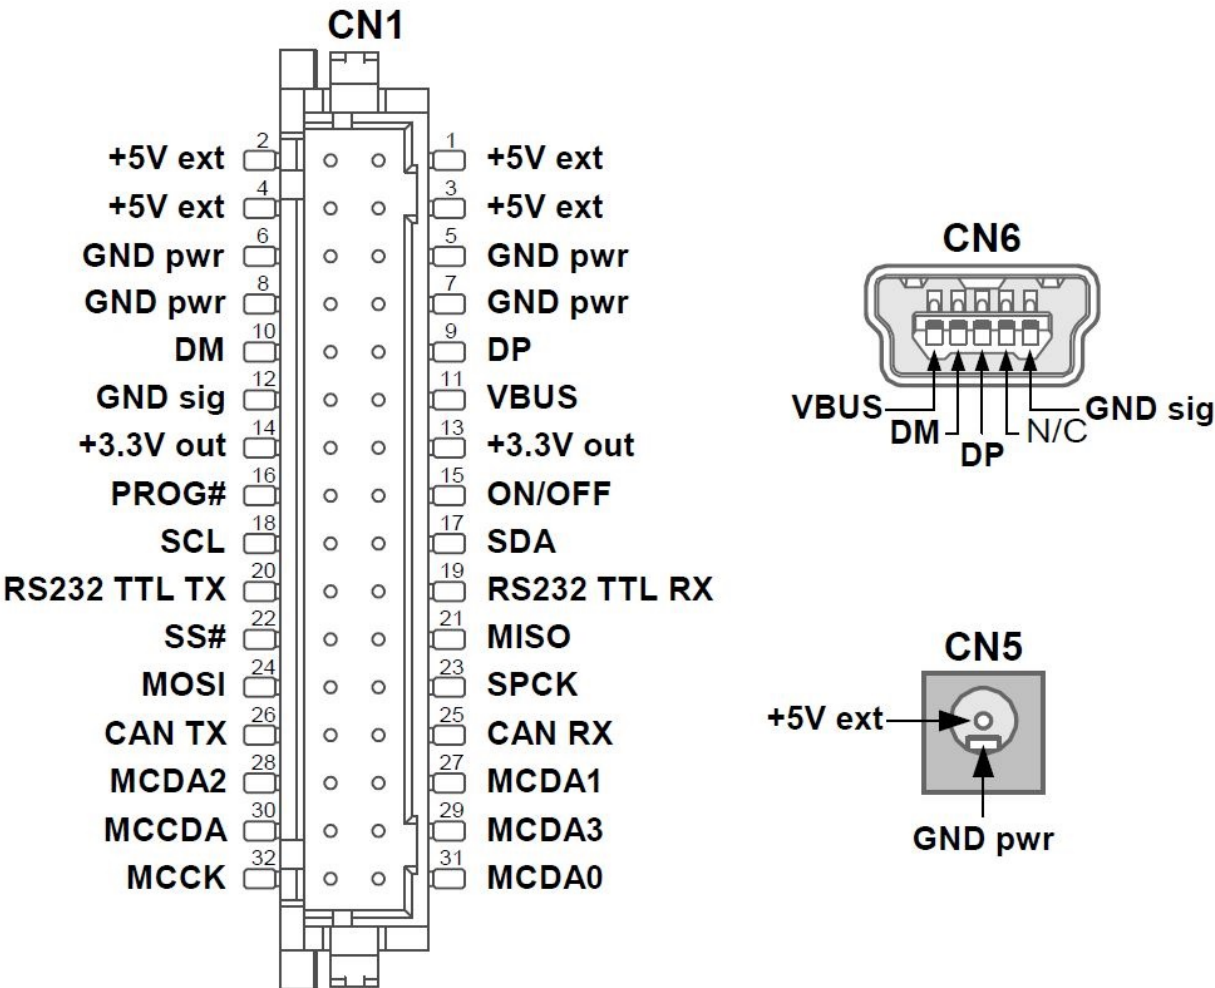 CN1
+5V ext 2 1 +5V ext
+5V ext 4 3 +5V ext
GND pwr 6 5 GND pwr
GND pwr 8 7 GND pwr
DM 10 9 DP
GND sig 12 11 VBUS
+3.3V out 14 13 +3.3V out
PROG# 16 15 ON/OFF
SCL 18 17 SDA
RS232 TTL TX 20 19 RS232 TTL RX
SS# 22 21 MISO
MOSI 24 23 SPCK
CAN TX 26 25 CAN RX
MCDA2 28 27 MCDA1
MCCDA 30 29 MCDA3
MCCK 32 31 MCDA0
CN6
VBUS
DM
DP
N/C
GND sig
CN5
+5V ext
GND pwr